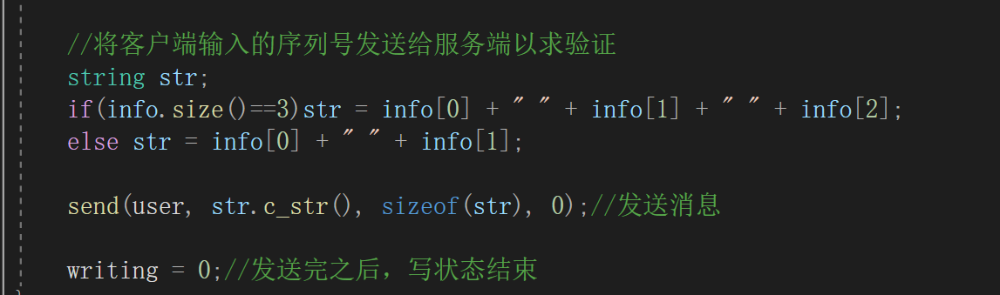 //将客户端输入的序列号发送给服务端以求验证
string str;
if(info.size()==3)str = info[0] + " " + info[1] + " " + info[2];
else str = info[0] + " " + info[1];
send(user, str.c_str(), sizeof(str), 0);//发送消息
writing = 0;//发送完之后，写状态结束